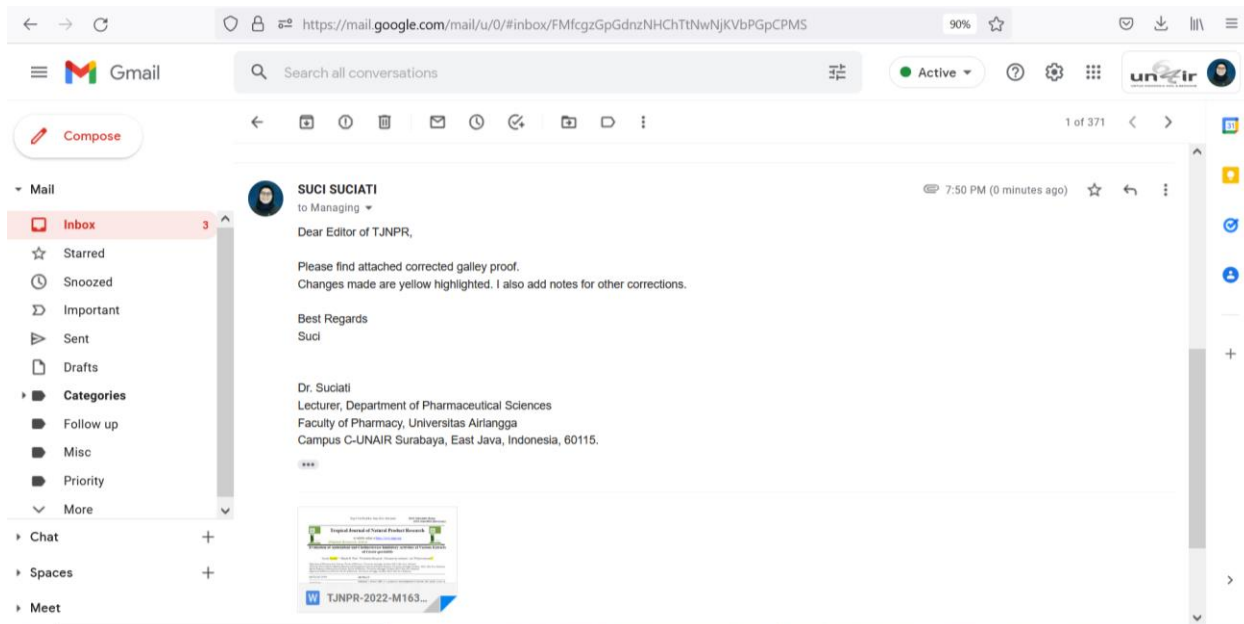 https://mail.google.com/mail/u/0/#inbox/FMfcgzGpGdnzNHChTtNwNjKVbPGpCPMS
90%
Gmail
Search all conversations
Active
unair
Compose
1 of 371
31
Mail
SUCI SUCIATI
7:50 PM (0 minutes ago)
to Managing
Inbox 3
Dear Editor of TJNPR,
Starred
Please find attached corrected galley proof.
Snoozed
Changes made are yellow highlighted. I also add notes for other corrections.
Important
Best Regards
Sent
Suci
Drafts
Dr. Suciati
Categories
Lecturer, Department of Pharmaceutical Sciences
Follow up
Faculty of Pharmacy, Universitas Airlangga
Campus C-UNAIR Surabaya, East Java, Indonesia, 60115.
Misc
Priority
More
Chat
Tropical Journal of Natural Product Research
Spaces
W TJNPR-2022-M163...
Meet